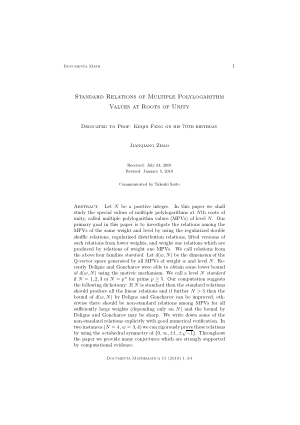 Documenta Math. 1
Standard Relations of Multiple Polylogarithm
Values at Roots of Unity
Dedicated to Prof. Keqin Feng on his 70th birthday
Jianqiang Zhao
Received: July 24, 2009
Revised: January 5, 2010
Communicated by Takeshi Saito
Abstract. Let N be a positive integer. In this paper we shall
study the special values of multiple polylogarithms at Nth roots of
unity, called multiple polylogarithm values (MPVs) of level N. Our
primary goal in this paper is to investigate the relations among the
MPVs of the same weight and level by using the regularized double
shuffle relations, regularized distribution relations, lifted versions of
such relations from lower weights, and weight one relations which are
produced by relations of weight one MPVs. We call relations from
the above four families standard. Let d(w, N) be the dimension of the
Q-vector space generated by all MPVs of weight w and level N. Re-
cently Deligne and Goncharov were able to obtain some lower bound
of d(w, N) using the motivic mechanism. We call a level N standard
if N = 1, 2, 3 or N = pⁿ for prime p ≥ 5. Our computation suggests
the following dichotomy: If N is standard then the standard relations
should produce all the linear relations and if further N > 3 then the
bound of d(w, N) by Deligne and Goncharov can be improved; oth-
erwise there should be non-standard relations among MPVs for all
sufficiently large weights (depending only on N) and the bound by
Deligne and Goncharov may be sharp. We write down some of the
non-standard relations explicitly with good numerical verification. In
two instances (N = 4, w = 3, 4) we can rigorously prove these relations
by using the octahedral symmetry of {0, ∞, ±1, ±√−1}. Throughout
the paper we provide many conjectures which are strongly supported
by computational evidence.
Documenta Mathematica 15 (2010) 1–34